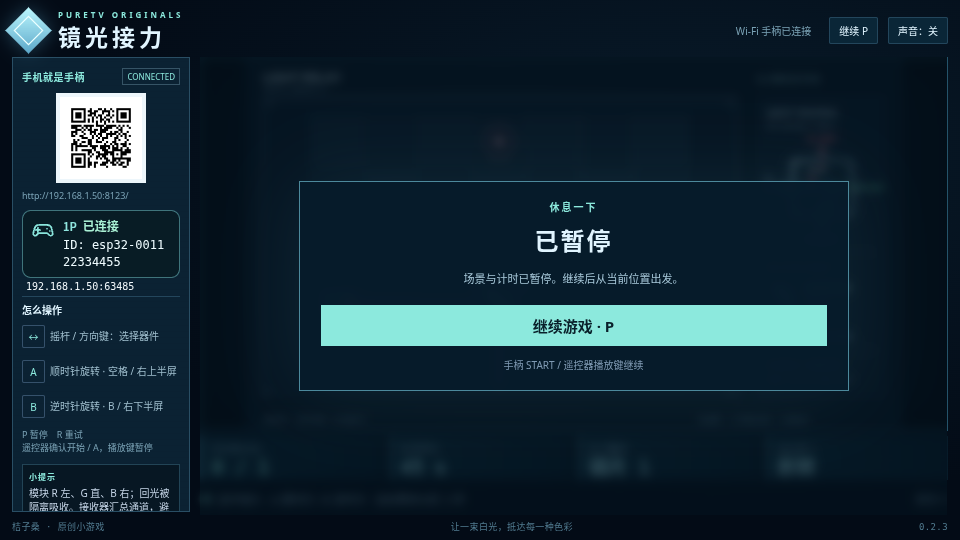 PURETV ORIGINALS
镜光接力
Wi-Fi 手柄已连接
继续 P
声音：关
手机就是手柄
CONNECTED
http://192.168.1.50:8123/
1P 已连接
ID: esp32-0011
22334455
192.168.1.50:63485
怎么操作
↔ 摇杆 / 方向键：选择器件
A 顺时针旋转 · 空格 / 右上半屏
B 逆时针旋转 · B / 右下半屏
P 暂停 R 重试
遥控器确认开始 / A，播放键暂停
小提示
模块 R 左、G 直、B 右；回光被
隔离吸收。接收器汇总通道，避
休息一下
已暂停
场景与计时已暂停。继续后从当前位置出发。
继续游戏 · P
手柄 START / 遥控器播放键继续
桔子桑 · 原创小游戏
让一束白光，抵达每一种色彩
0.2.3